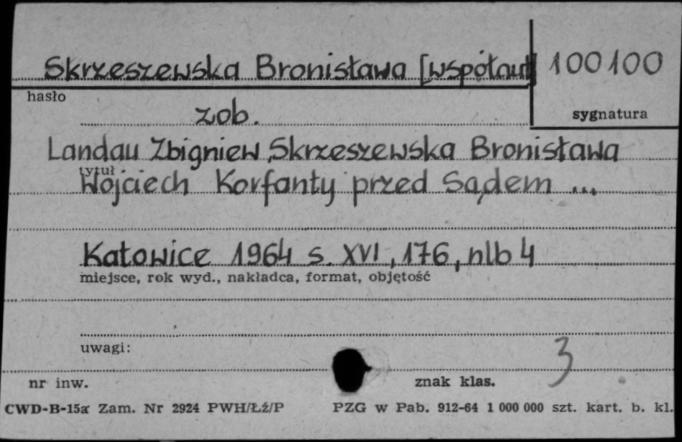 Skrzeszewska Bronisława [współaut
100100
hasło
zob.
sygnatura
Landau Zbigniew, Skrzeszewska Bronisława
tytuł
Wojciech Korfanty przed Sądem ...
Katowice 1964 s. XVI, 176, nlb 4
miejsce, rok wyd., nakładca, format, objętość
uwagi:
3
nr inw.
znak klas.
CWD-B-15a Zam. Nr 2924 PWH/Łź/P PZG w Pab. 912-64 1 000 000 szt. kart. b. kl.